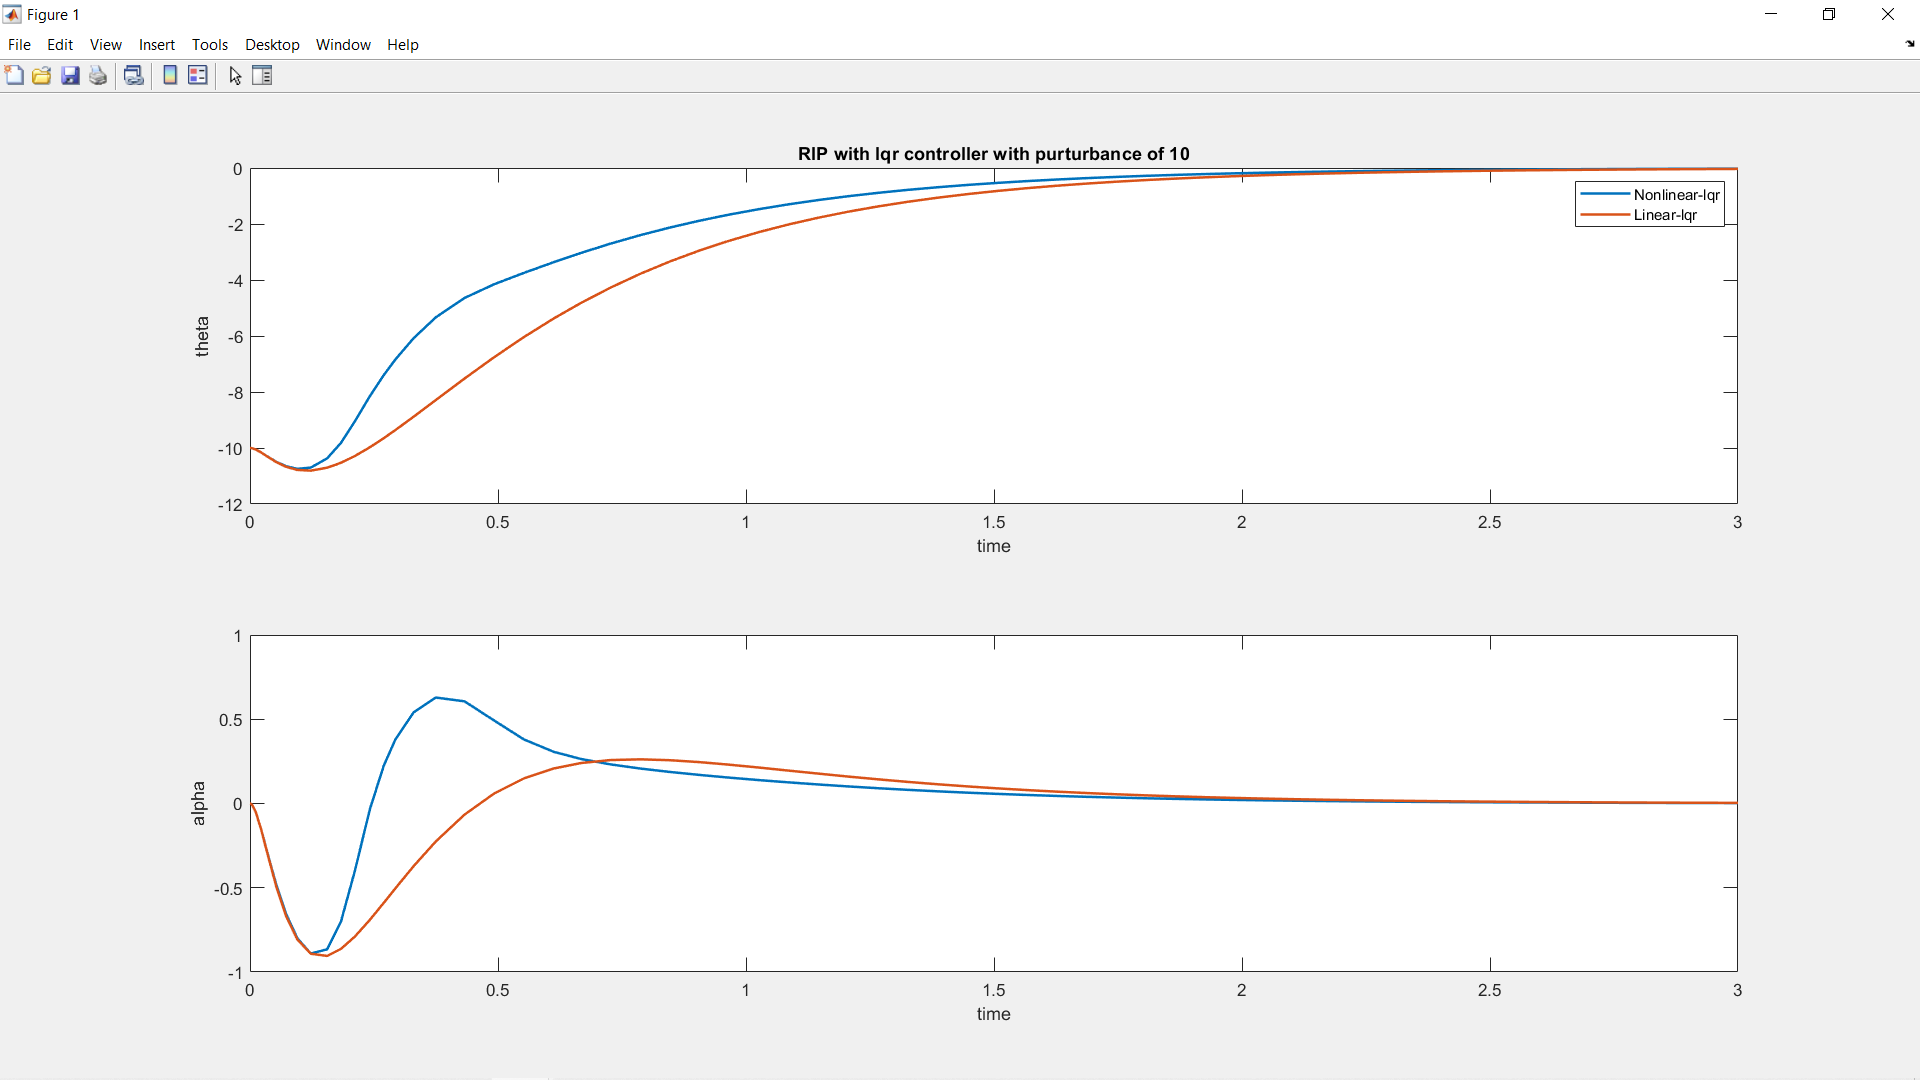 Figure 1
File Edit View Insert Tools Desktop Window Help
RIP with lqr controller with purturbance of 10
0
-2
-4
-6
-8
-10
-12
theta
Nonlinear-lqr
Linear-lqr
0 0.5 1 1.5 2 2.5 3
time
1
0.5
0
-0.5
-1
alpha
0 0.5 1 1.5 2 2.5 3
time